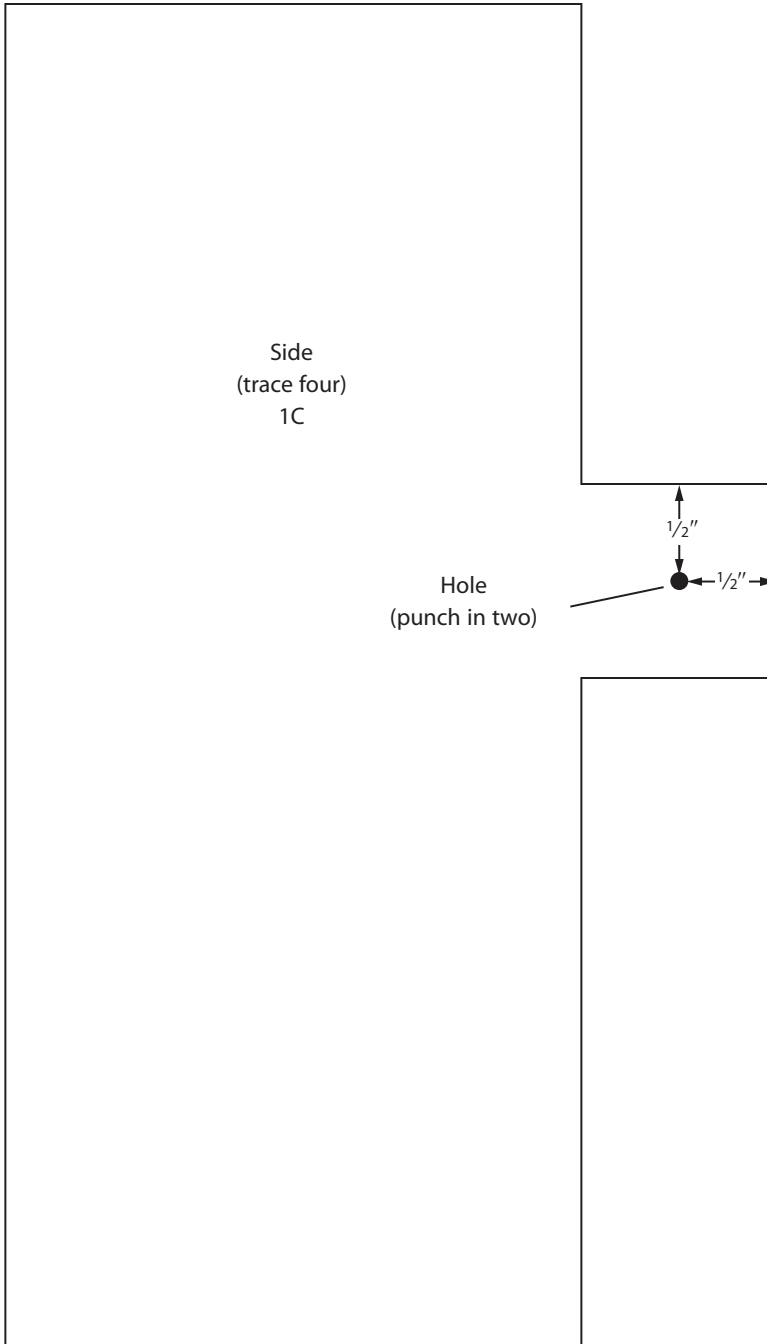 Side
(trace four)
1C
1/2"
1/2"
Hole
(punch in two)